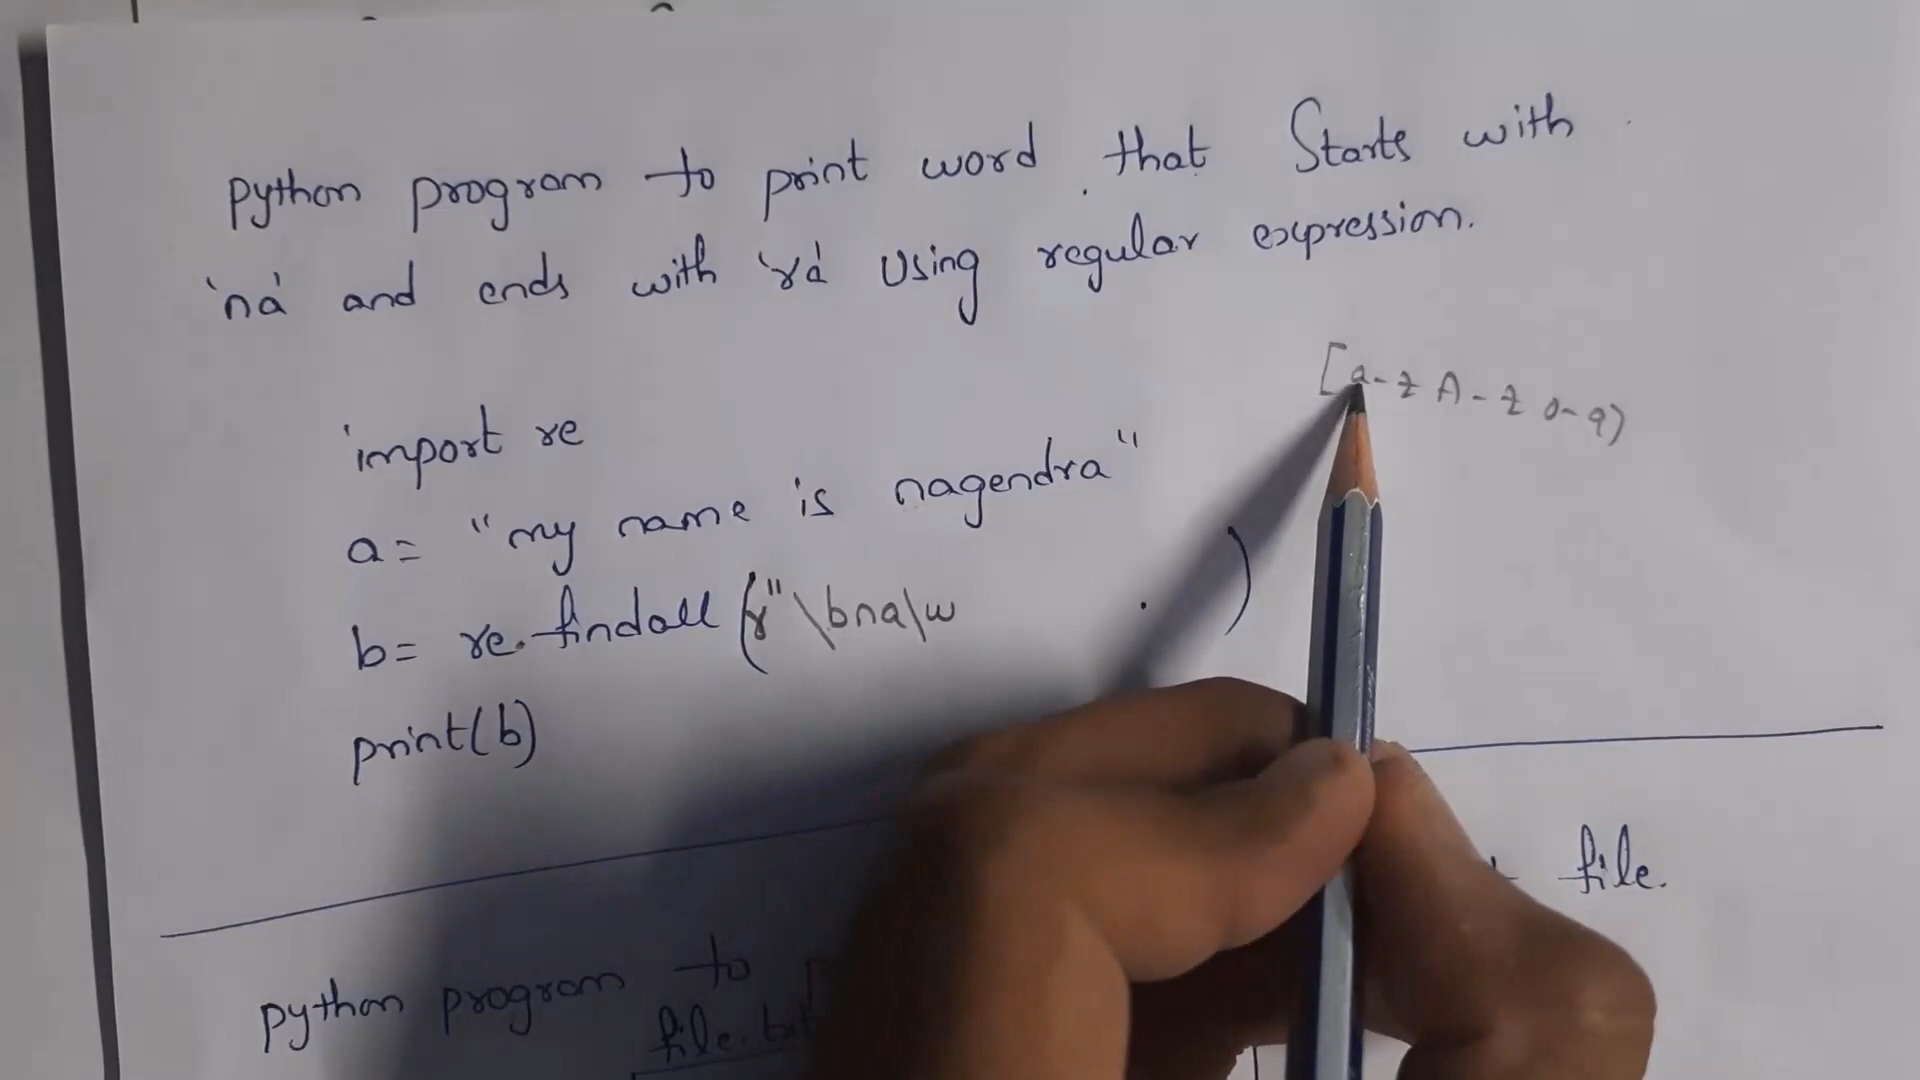 python program to print word that Starts with
'na' and ends with 'ra' Using regular expression.
[a-z A-z 0-9)
import re
a= "my name is nagendra"
b= re.findall (r"\bna\w )
print(b)
file.
python program to
file.